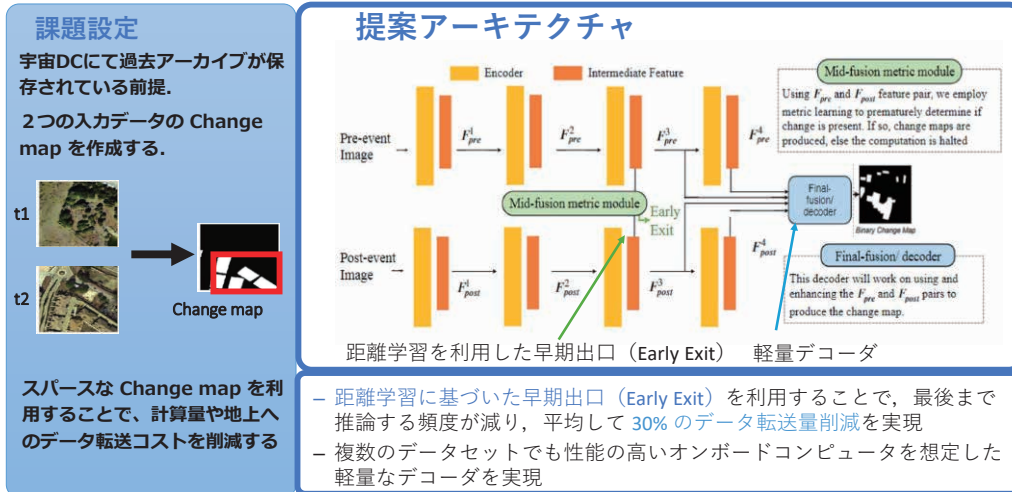 課題設定
宇宙DCにて過去アーカイブが保
存されている前提.
２つの入力データの Change
map を作成する.
t1
t2
Change map
スパースな Change map を利
用することで、計算量や地上へ
のデータ転送コストを削減する
提案アーキテクチャ
Encoder
Intermediate Feature
Mid-fusion metric module
Using F_pre and F_post feature pair, we employ
metric learning to prematurely determine if
change is present. If so, change maps are
produced, else the computation is halted
Pre-event
Image
F^1_pre
F^2_pre
F^3_pre
F^4_pre
Mid-fusion metric module
Early
Exit
Final-
fusion/
decoder
Binary Change Map
Post-event
Image
F^1_post
F^2_post
F^3_post
F^4_post
Final-fusion/ decoder
This decoder will work on using and
enhancing the F_pre and F_post pairs to
produce the change map.
距離学習を利用した早期出口（Early Exit）
軽量デコーダ
– 距離学習に基づいた早期出口（Early Exit）を利用することで，最後まで
推論する頻度が減り，平均して 30% のデータ転送量削減を実現
– 複数のデータセットでも性能の高いオンボードコンピュータを想定した
軽量なデコーダを実現